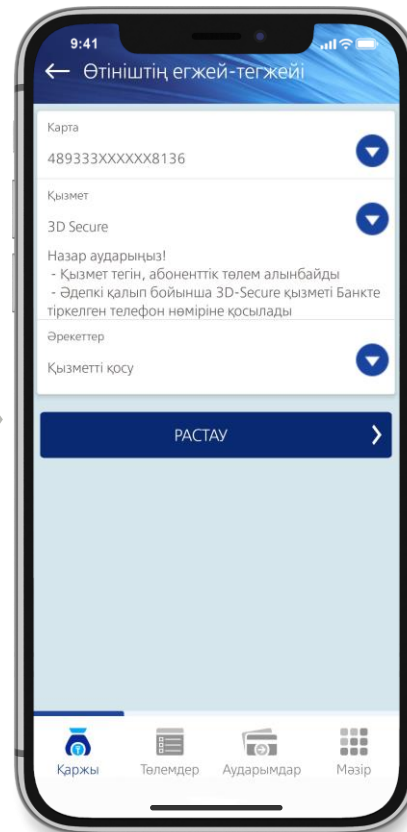 9:41
Өтініштің егжей-тегжейі
Карта
489333XXXXXX8136
Қызмет
3D Secure
Назар аударыңыз!
- Қызмет тегін, абоненттік төлем алынбайды
- Әдепкі қалып бойынша 3D-Secure қызметі Банкте
тіркелген телефон нөміріне қосылады
Әрекеттер
Қызметті қосу
РАСТАУ
Қаржы Төлемдер Аударымдар Мәзір